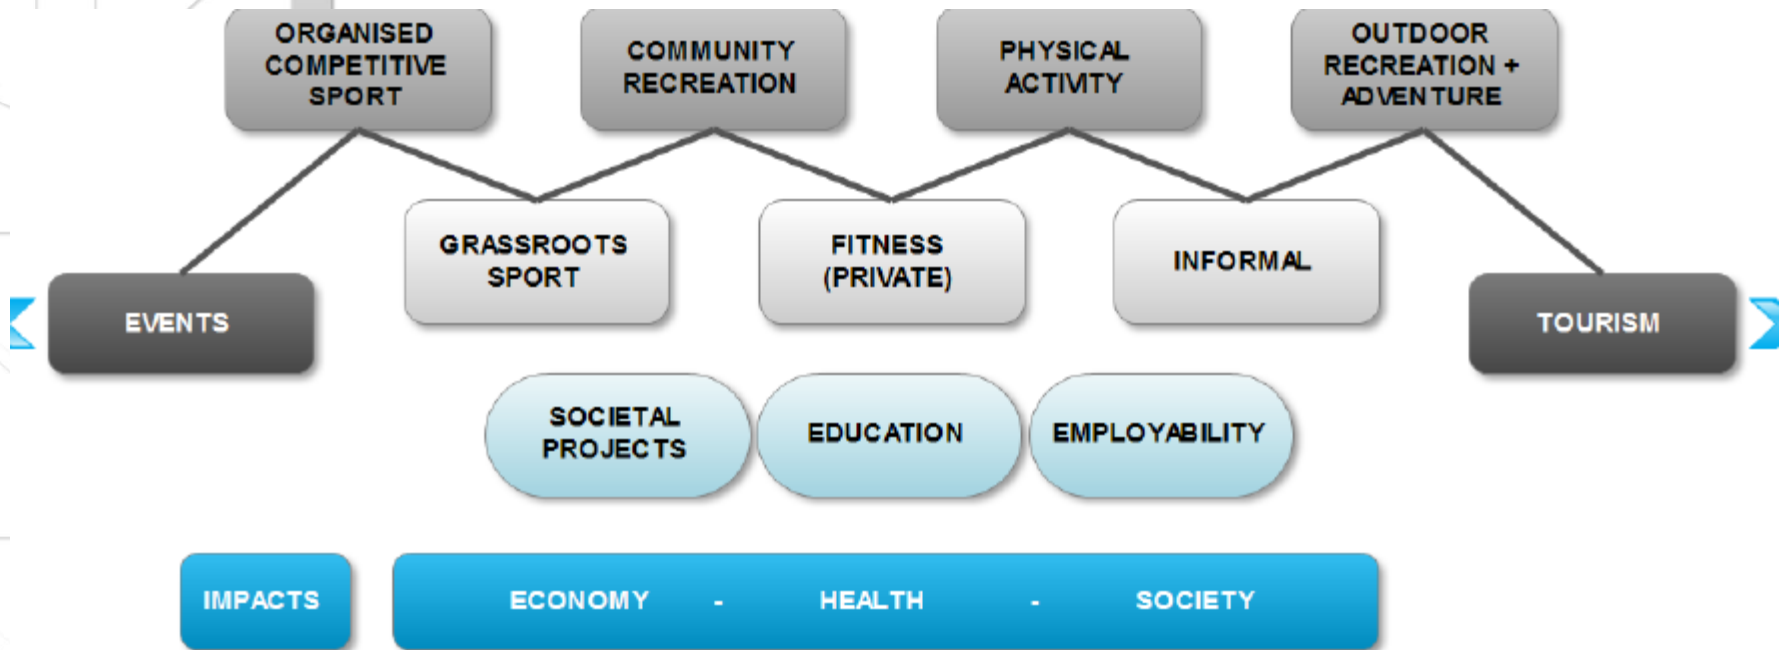 ORGANISED
COMPETITIVE
SPORT
COMMUNITY
RECREATION
PHYSICAL
ACTIVITY
OUTDOOR
RECREATION +
ADVENTURE
GRASSROOTS
SPORT
FITNESS
(PRIVATE)
INFORMAL
EVENTS
TOURISM
SOCIETAL
PROJECTS
EDUCATION
EMPLOYABILITY
IMPACTS
ECONOMY - HEALTH - SOCIETY